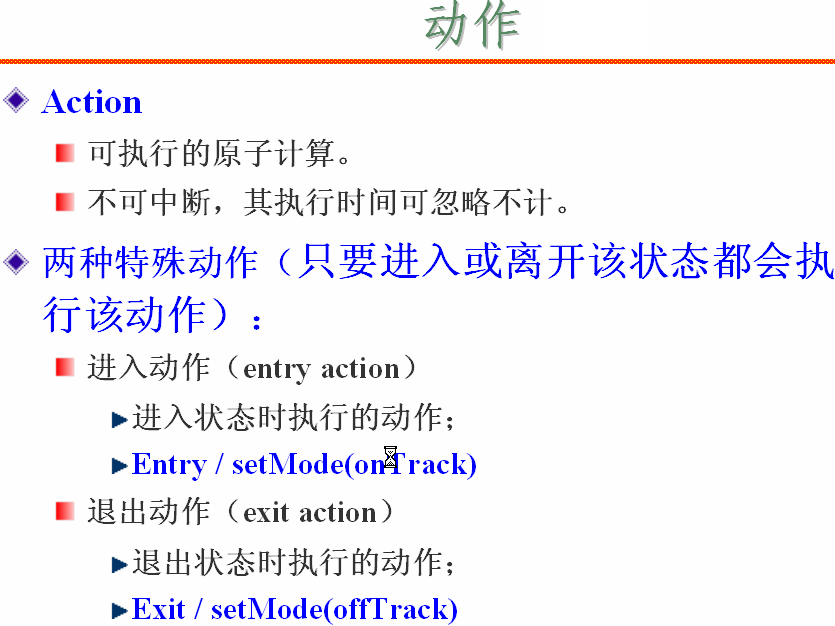 动作
Action
可执行的原子计算。
不可中断，其执行时间可忽略不计。
两种特殊动作（只要进入或离开该状态都会执
行该动作）：
进入动作（entry action）
进入状态时执行的动作；
Entry / setMode(onTrack)
退出动作（exit action）
退出状态时执行的动作；
Exit / setMode(offTrack)